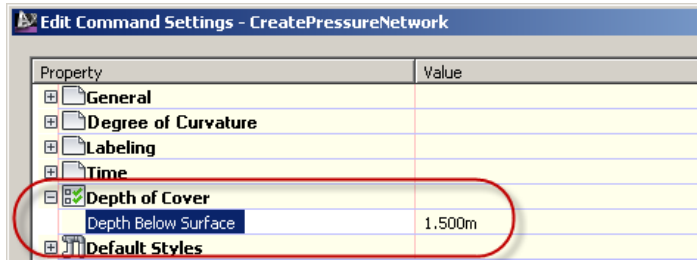 Edit Command Settings - CreatePressureNetwork
Property Value
General
Degree of Curvature
Labeling
Time
Depth of Cover
Depth Below Surface 1.500m
Default Styles